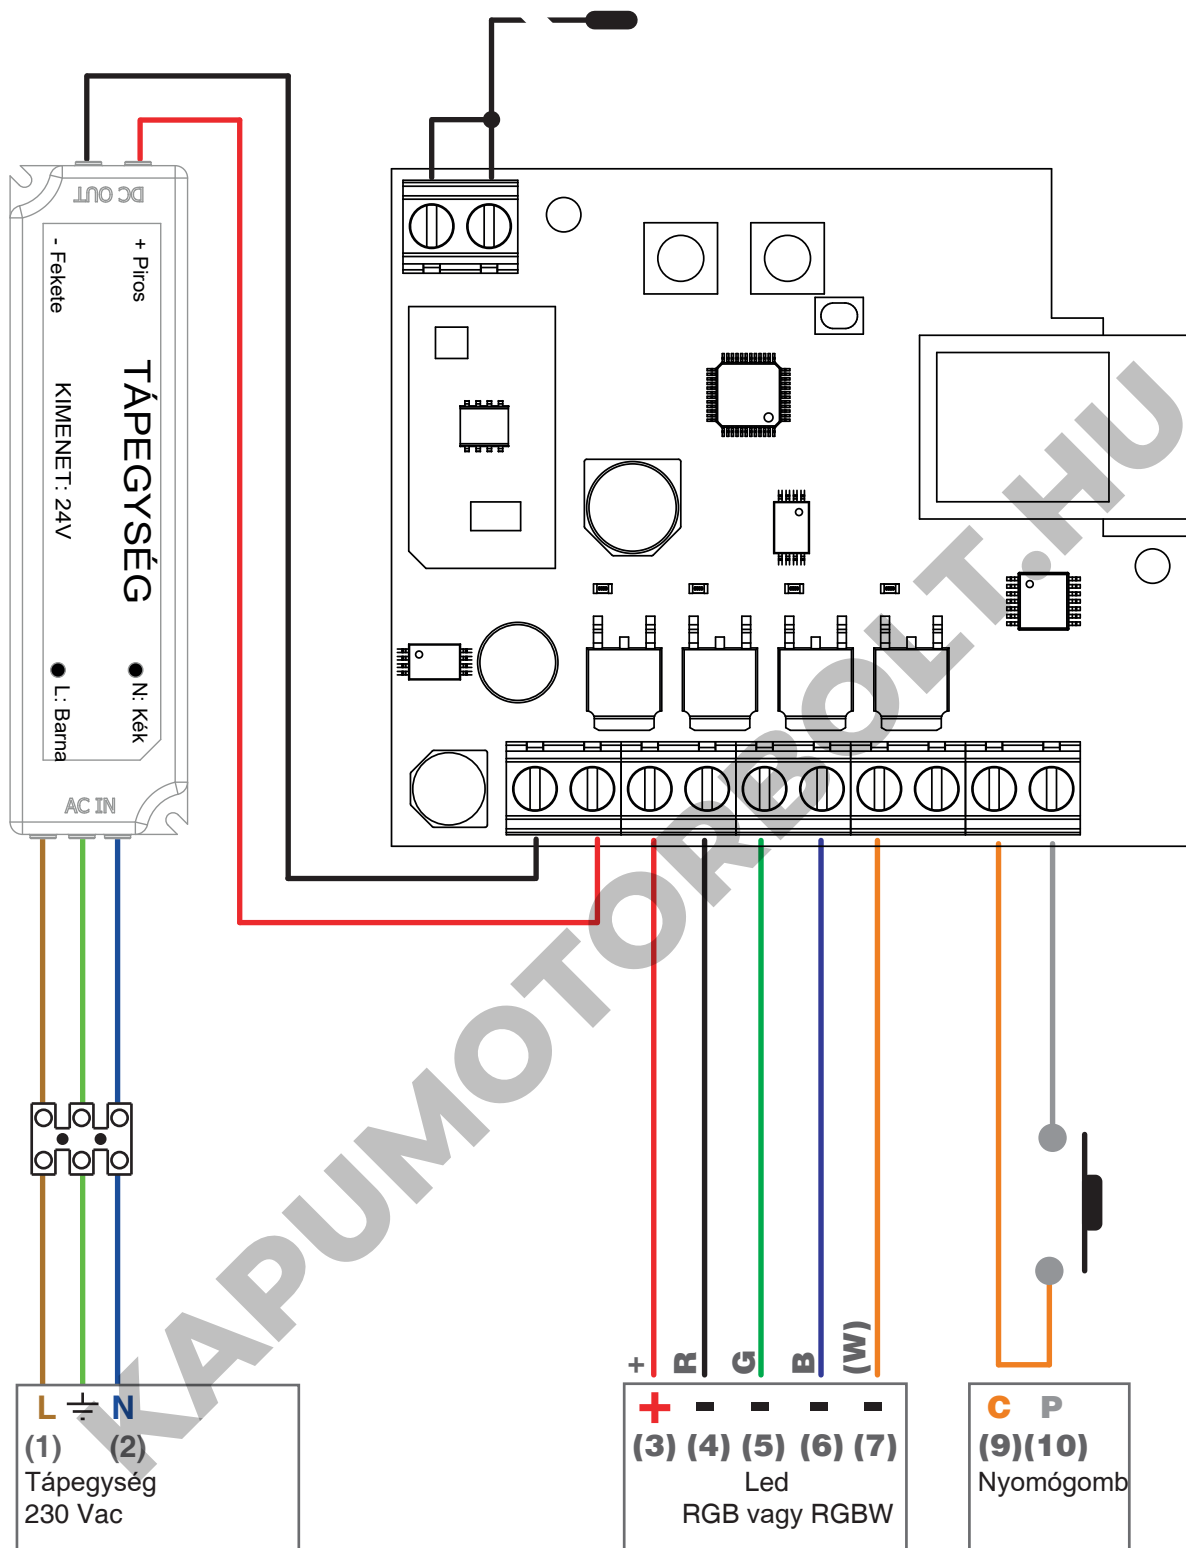 DC OUT
+ Piros
- Fekete
TÁPEGYSÉG
KIMENET: 24V
N: Kék
L: Barna
AC IN
KAPUMOTORBOLT.HU
+ R G B (W)
L N
(1) (2)
Tápegység
230 Vac
+ - - - -
(3) (4) (5) (6) (7)
Led
RGB vagy RGBW
C P
(9)(10)
Nyomógomb